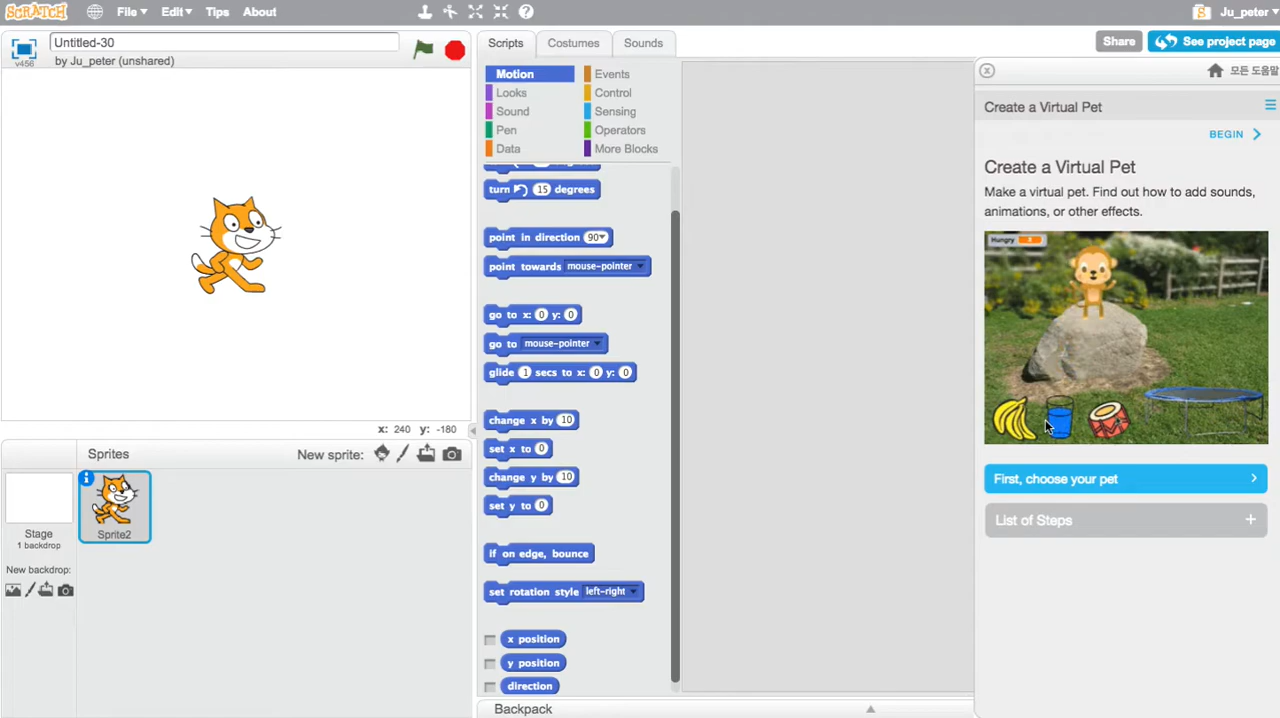 SCRATCH File▾ Edit▾ Tips About Ju_peter▾
Untitled-30
by Ju_peter (unshared)
v456
Scripts Costumes Sounds
Share See project page
Motion Events
Looks Control
Sound Sensing
Pen Operators
Data More Blocks
turn 15 degrees
point in direction 90▾
point towards mouse-pointer
go to x: 0 y: 0
go to mouse-pointer
glide 1 secs to x: 0 y: 0
change x by 10
set x to 0
change y by 10
set y to 0
if on edge, bounce
set rotation style left-right
x position
y position
direction
Backpack
x: 240 y: -180
Sprites New sprite:
Stage
1 backdrop
New backdrop:
Sprite2
모든 도움말
Create a Virtual Pet
BEGIN
Create a Virtual Pet
Make a virtual pet. Find out how to add sounds,
animations, or other effects.
Hungry
First, choose your pet
List of Steps +